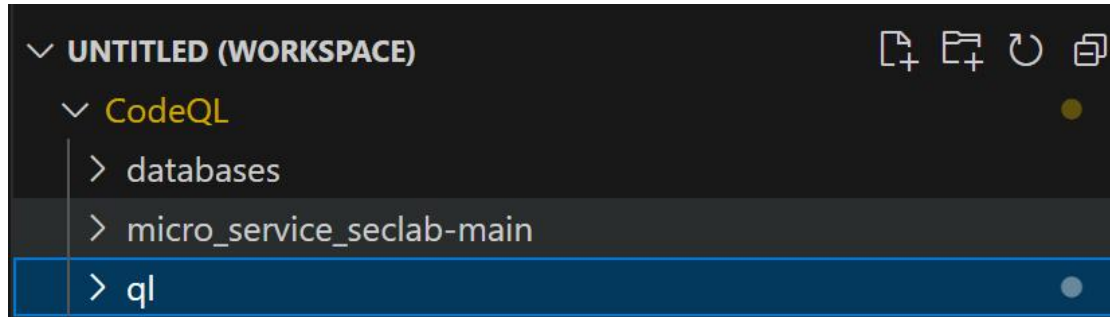 UNTITLED (WORKSPACE)
CodeQL
databases
micro_service_seclab-main
ql